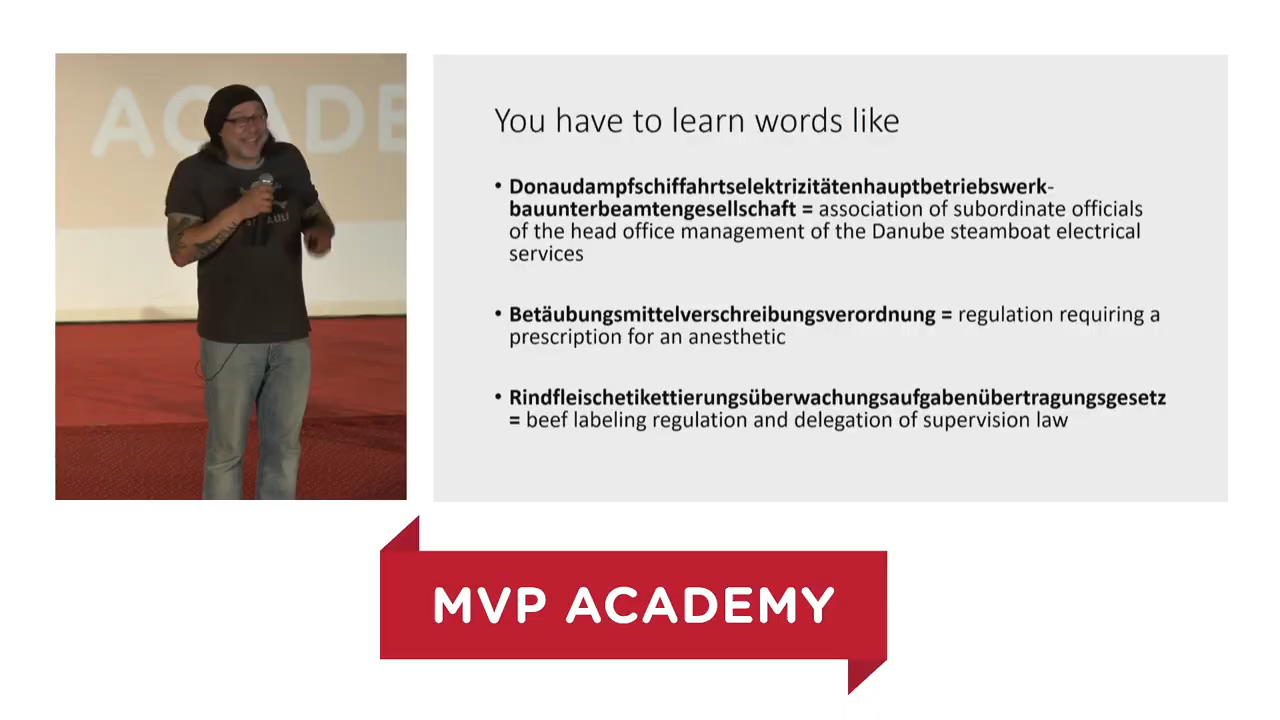 ACADE
AULI
You have to learn words like
• Donaudampfschiffahrtselektrizitätenhauptbetriebswerk-
bauunterbeamtengesellschaft = association of subordinate officials
of the head office management of the Danube steamboat electrical
services
• Betäubungsmittelverschreibungsverordnung = regulation requiring a
prescription for an anesthetic
• Rindfleischetikettierungsüberwachungsaufgabenübertragungsgesetz
= beef labeling regulation and delegation of supervision law
MVP ACADEMY